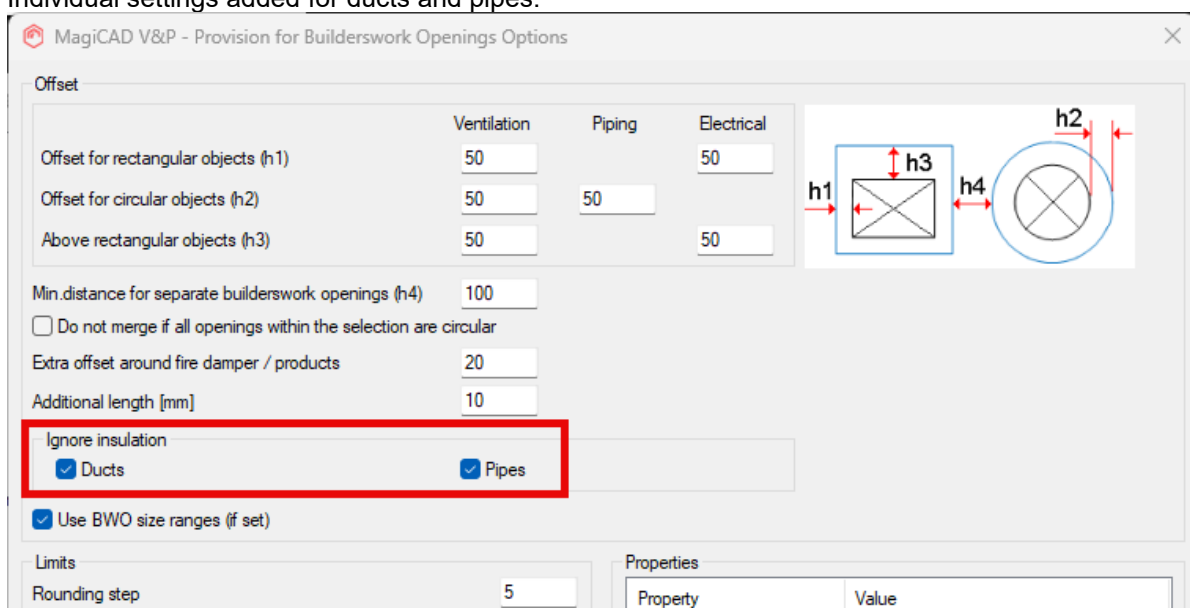 Individual settings added for ducts and pipes.
MagiCAD V&P - Provision for Builderswork Openings Options
Offset
Ventilation Piping Electrical
Offset for rectangular objects (h1) 50 50
Offset for circular objects (h2) 50 50
Above rectangular objects (h3) 50 50
h1 h3 h4 h2
Min.distance for separate builderswork openings (h4) 100
Do not merge if all openings within the selection are circular
Extra offset around fire damper / products 20
Additional length [mm] 10
Ignore insulation
Ducts Pipes
Use BWO size ranges (if set)
Limits Properties
Rounding step 5 Property Value